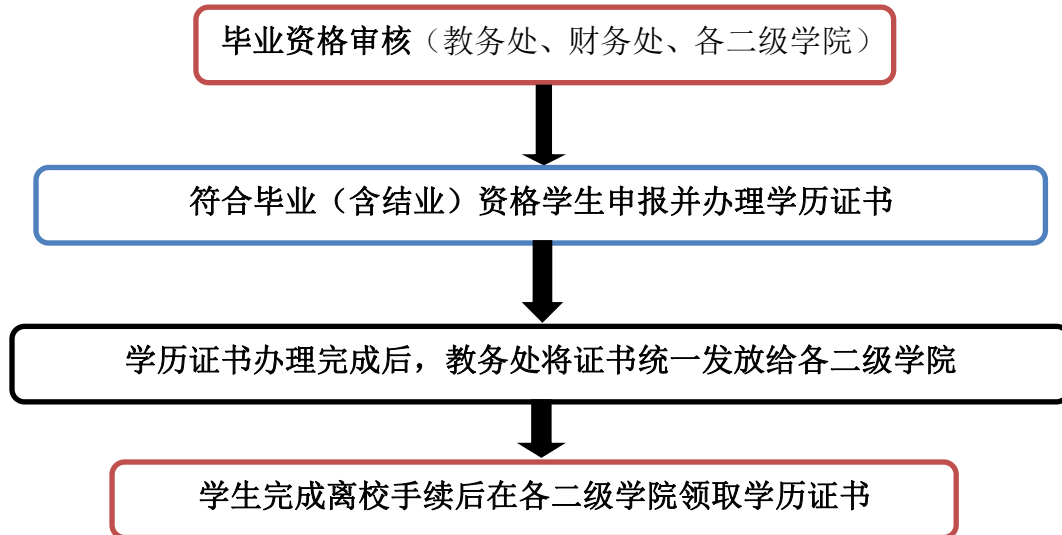 毕业资格审核（教务处、财务处、各二级学院）
符合毕业（含结业）资格学生申报并办理学历证书
学历证书办理完成后，教务处将证书统一发放给各二级学院
学生完成离校手续后在各二级学院领取学历证书